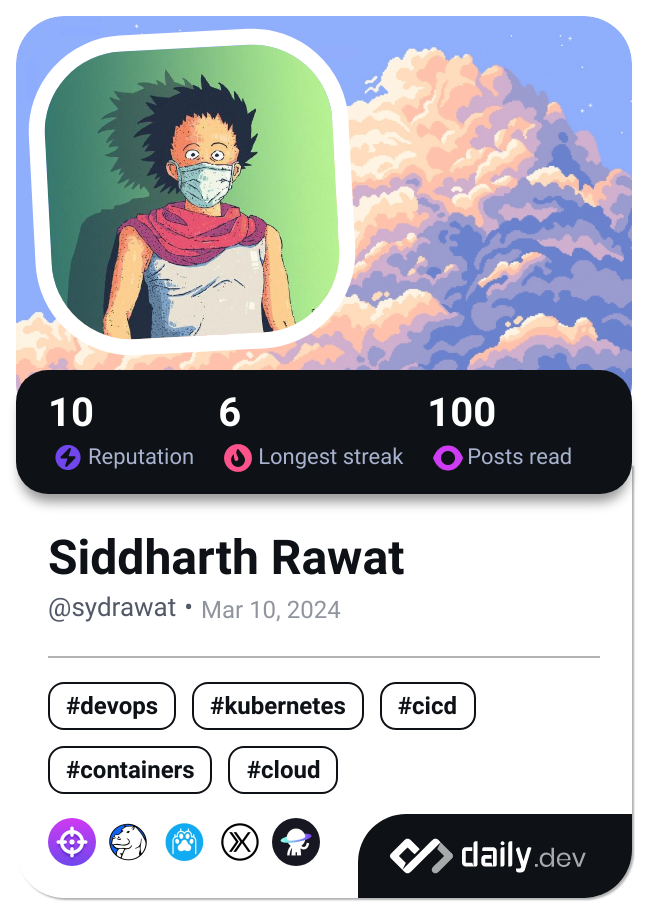 10 6 100
Reputation Longest streak Posts read
Siddharth Rawat
@sydrawat • Mar 10, 2024
#devops #kubernetes #cicd
#containers #cloud
daily.dev